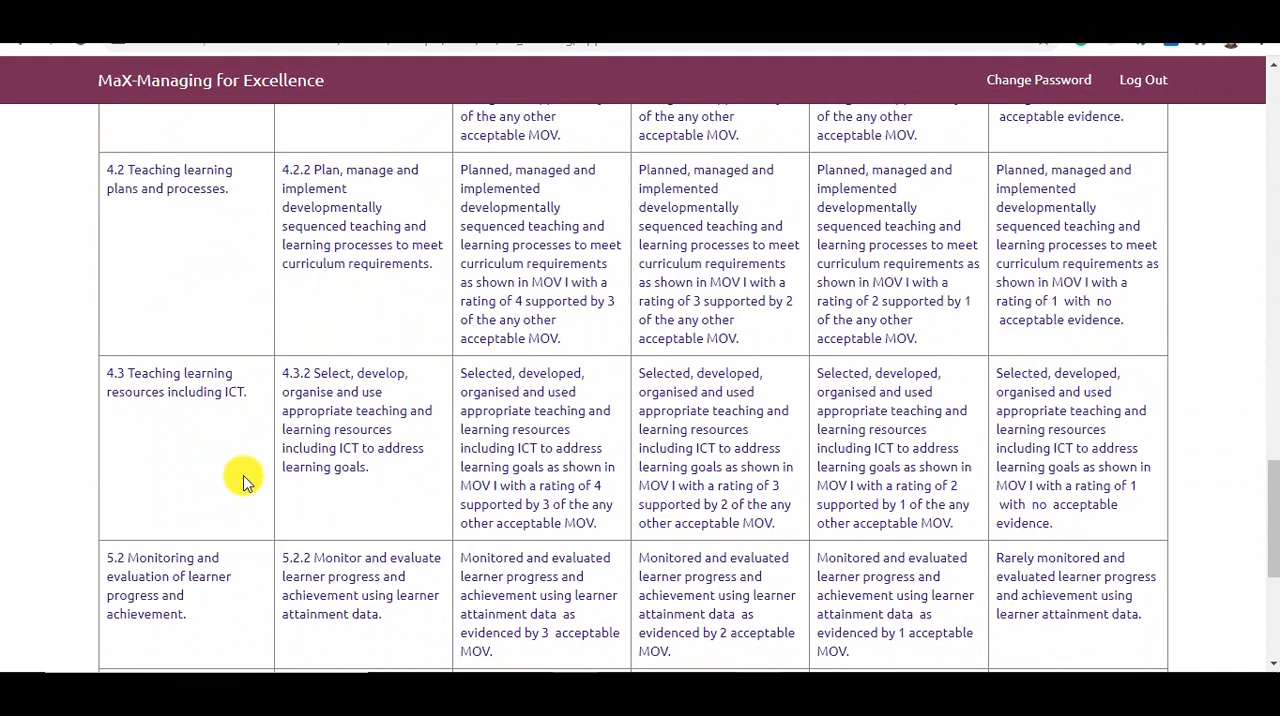 MaX-Managing for Excellence
Change Password
Log Out
of the any other
acceptable MOV.
of the any other
acceptable MOV.
of the any other
acceptable MOV.
acceptable evidence.
4.2 Teaching learning
plans and processes.
4.2.2 Plan, manage and
implement
developmentally
sequenced teaching and
learning processes to meet
curriculum requirements.
Planned, managed and
implemented
developmentally
sequenced teaching and
learning processes to meet
curriculum requirements
as shown in MOV I with a
rating of 4 supported by 3
of the any other
acceptable MOV.
Planned, managed and
implemented
developmentally
sequenced teaching and
learning processes to meet
curriculum requirements
as shown in MOV I with a
rating of 3 supported by 2
of the any other
acceptable MOV.
Planned, managed and
implemented
developmentally
sequenced teaching and
learning processes to meet
curriculum requirements as
shown in MOV I with a
rating of 2 supported by 1
of the any other
acceptable MOV.
Planned, managed and
implemented
developmentally
sequenced teaching and
learning processes to meet
curriculum requirements as
shown in MOV I with a
rating of 1 with no
acceptable evidence.
4.3 Teaching learning
resources including ICT.
4.3.2 Select, develop,
organise and use
appropriate teaching and
learning resources
including ICT to address
learning goals.
Selected, developed,
organised and used
appropriate teaching and
learning resources
including ICT to address
learning goals as shown in
MOV I with a rating of 4
supported by 3 of the any
other acceptable MOV.
Selected, developed,
organised and used
appropriate teaching and
learning resources
including ICT to address
learning goals as shown in
MOV I with a rating of 3
supported by 2 of the any
other acceptable MOV.
Selected, developed,
organised and used
appropriate teaching and
learning resources
including ICT to address
learning goals as shown in
MOV I with a rating of 2
supported by 1 of the any
other acceptable MOV.
Selected, developed,
organised and used
appropriate teaching and
learning resources
including ICT to address
learning goals as shown in
MOV I with a rating of 1
with no acceptable
evidence.
5.2 Monitoring and
evaluation of learner
progress and
achievement.
5.2.2 Monitor and evaluate
learner progress and
achievement using learner
attainment data.
Monitored and evaluated
learner progress and
achievement using learner
attainment data as
evidenced by 3 acceptable
MOV.
Monitored and evaluated
learner progress and
achievement using learner
attainment data as
evidenced by 2 acceptable
MOV.
Monitored and evaluated
learner progress and
achievement using learner
attainment data as
evidenced by 1 acceptable
MOV.
Rarely monitored and
evaluated learner progress
and achievement using
learner attainment data.